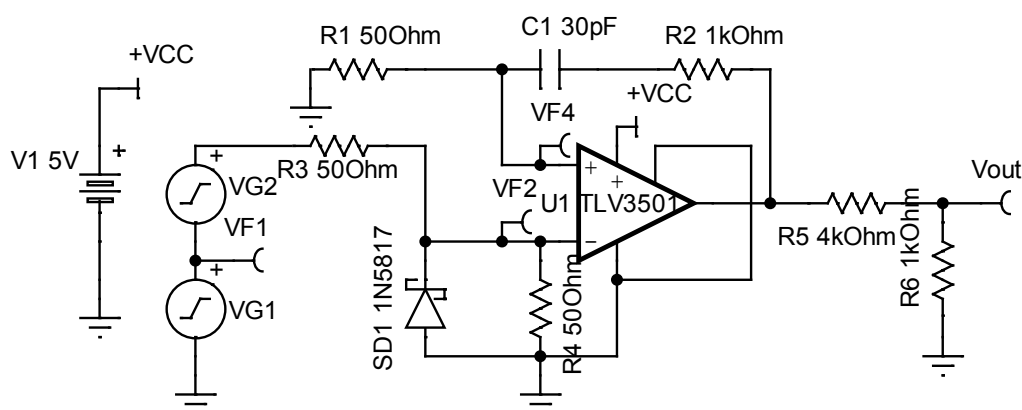 C1 30pF
R1 50Ohm
R2 1kOhm
+VCC
+VCC
VF4
V1 5V
+
+
R3 50Ohm
+
+
VG2
VF2
U1 TLV3501
Vout
VF1
-
R5 4kOhm
+
VG1
SD1 1N5817
R4 50Ohm
R6 1kOhm